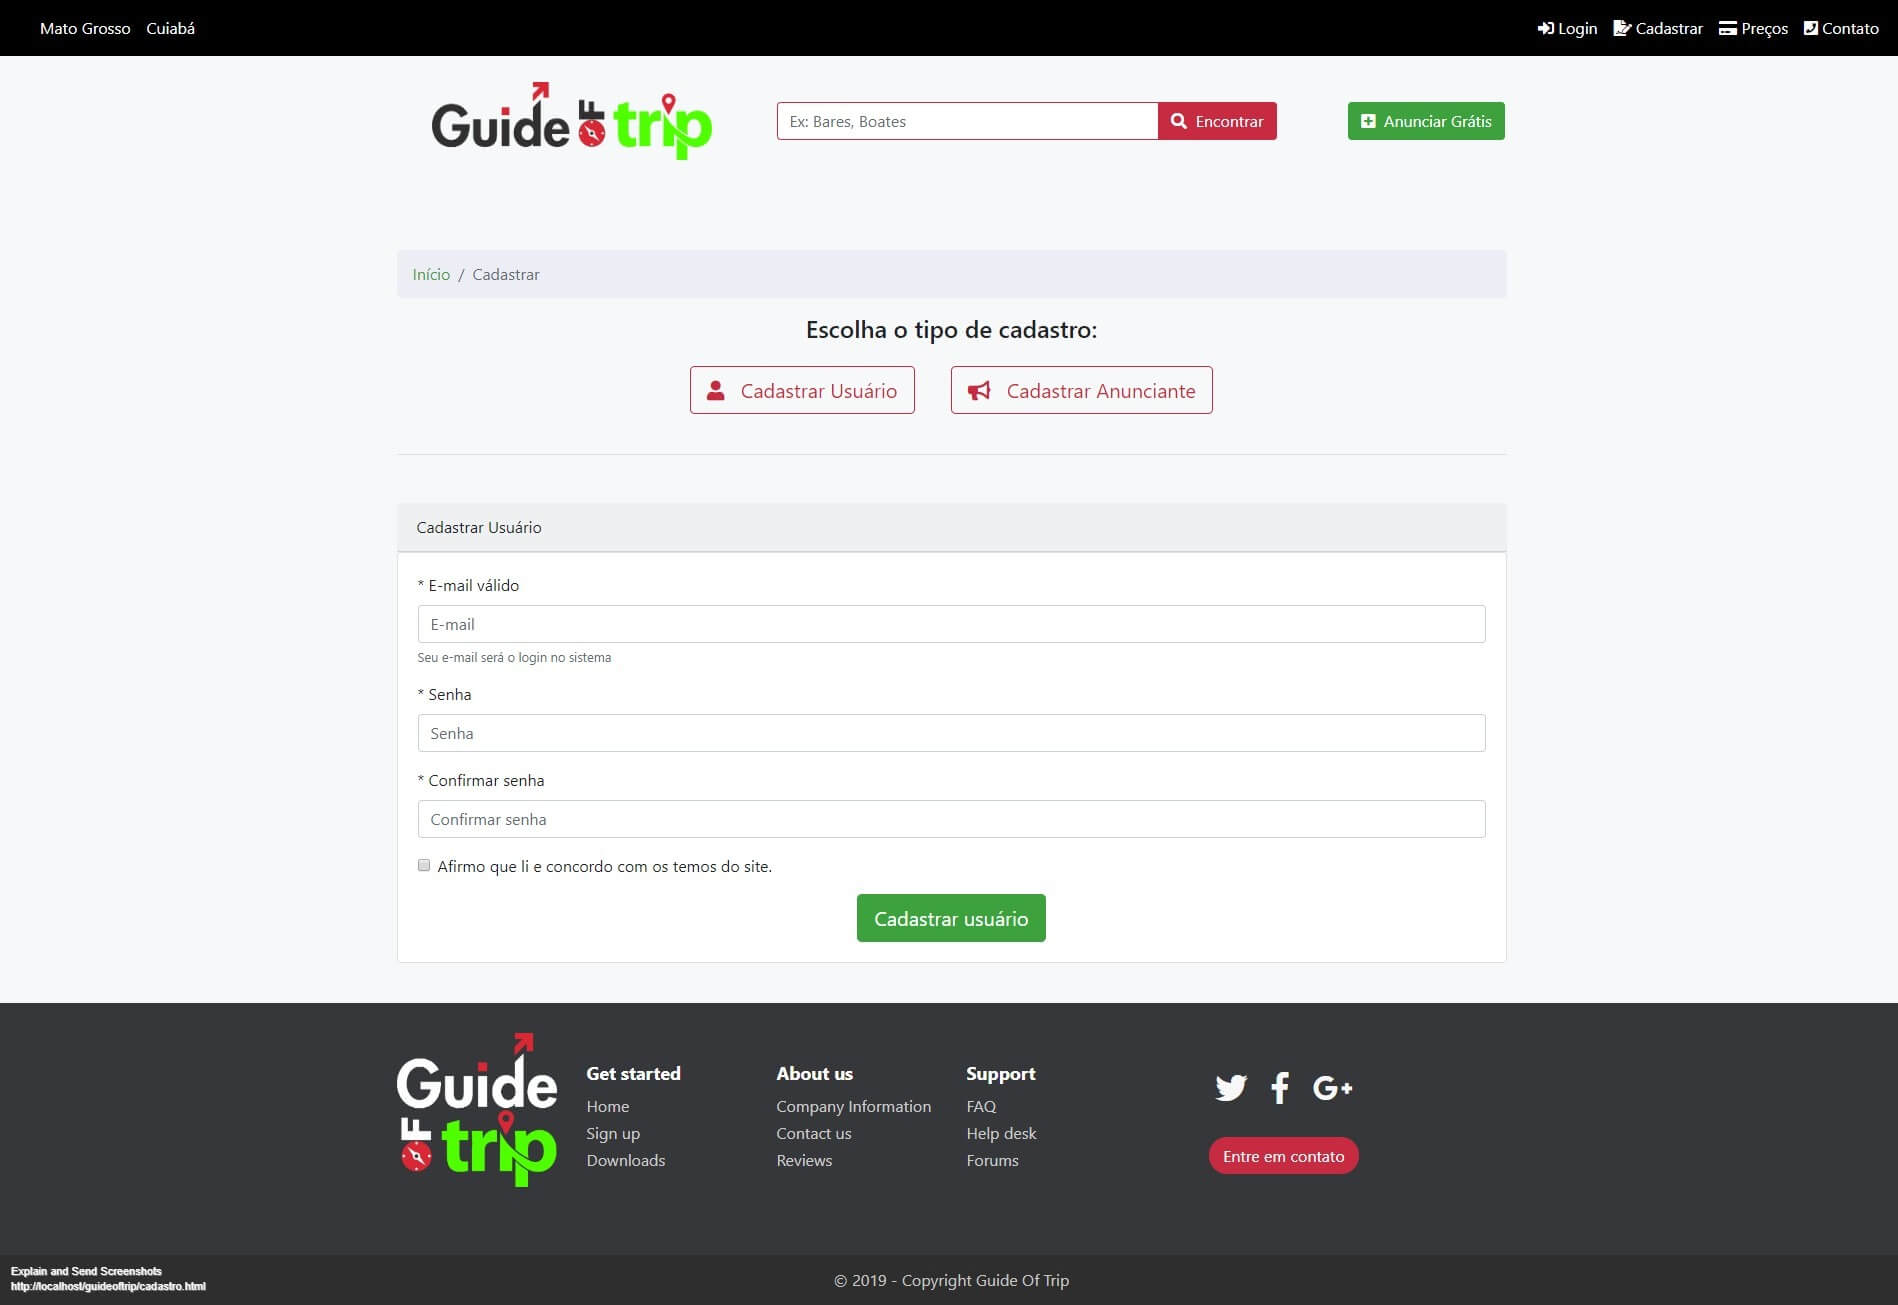 Mato Grosso Cuiabá Login Cadastrar Preços Contato
Guide OF trip Ex: Bares, Boates Encontrar Anunciar Grátis
Início / Cadastrar
Escolha o tipo de cadastro:
Cadastrar Usuário Cadastrar Anunciante
Cadastrar Usuário
* E-mail válido
E-mail
Seu e-mail será o login no sistema
* Senha
Senha
* Confirmar senha
Confirmar senha
Afirmo que li e concordo com os temos do site.
Cadastrar usuário
Guide
OF trip
Get started
Home
Sign up
Downloads
About us
Company Information
Contact us
Reviews
Support
FAQ
Help desk
Forums
G+
Entre em contato
Explain and Send Screenshots
http://localhost/guideoftrip/cadastro.html
© 2019 - Copyright Guide Of Trip